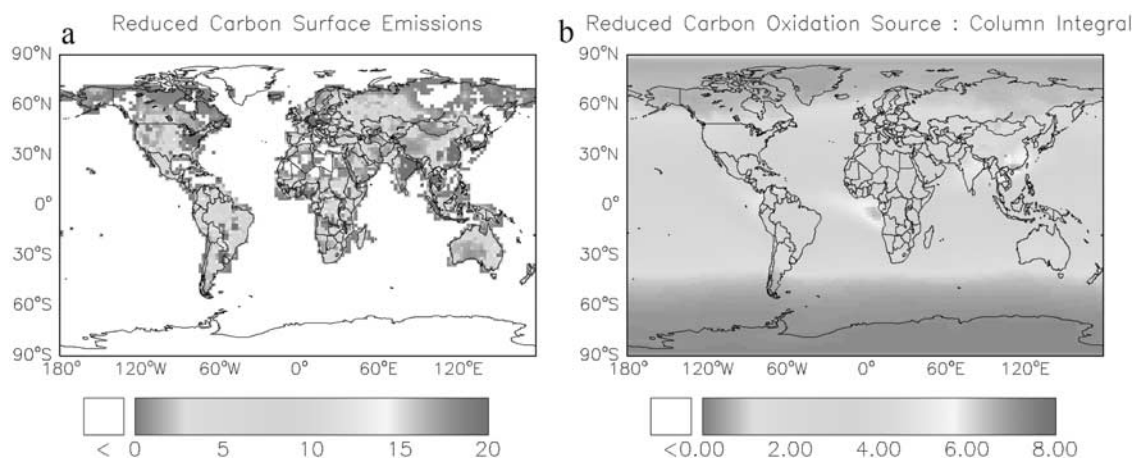 a Reduced Carbon Surface Emissions
90°N
60°N
30°N
0°
30°S
60°S
90°S
180° 120°W 60°W 0° 60°E 120°E
< 0 5 10 15 20
b Reduced Carbon Oxidation Source : Column Integral
90°N
60°N
30°N
0°
30°S
60°S
90°S
180° 120°W 60°W 0° 60°E 120°E
<0.00 2.00 4.00 6.00 8.00